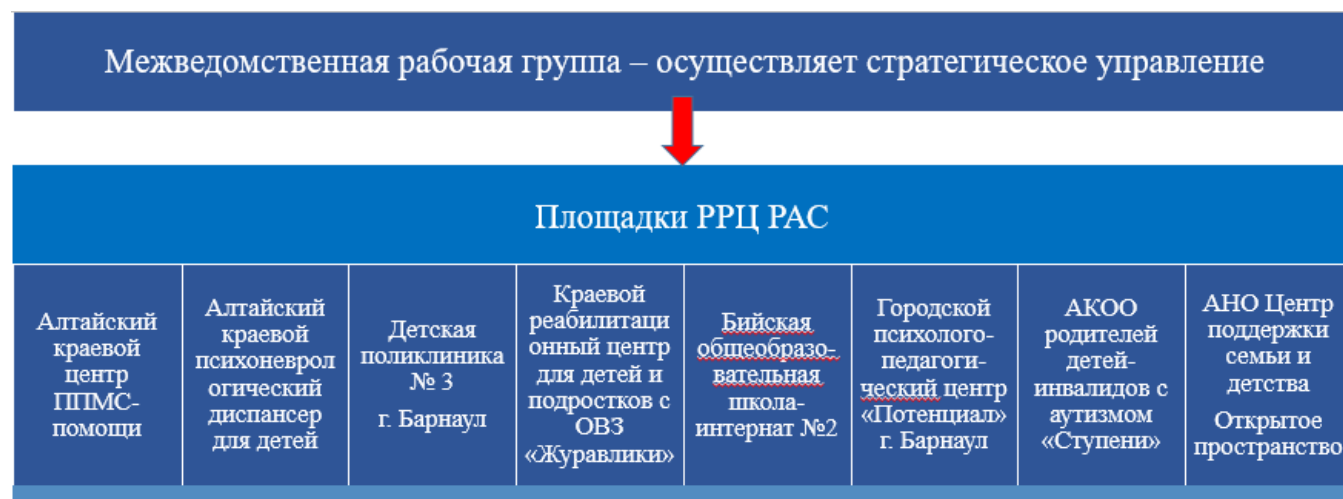 Межведомственная рабочая группа – осуществляет стратегическое управление
Площадки РРЦ РАС
Алтайский
краевой
центр
ППМС-
помощи
Алтайский
краевой
психоневрол
огический
диспансер
для детей
Детская
поликлиника
№ 3
г. Барнаул
Краевой
реабилитаци
онный центр
для детей и
подростков с
ОВЗ
«Журавлики»
Бийская
общеобразо-
вательная
школа-
интернат №2
Городской
психолого-
педагоги-
ческий центр
«Потенциал»
г. Барнаул
АКОО
родителей
детей-
инвалидов с
аутизмом
«Ступени»
АНО Центр
поддержки
семьи и
детства
Открытое
пространство